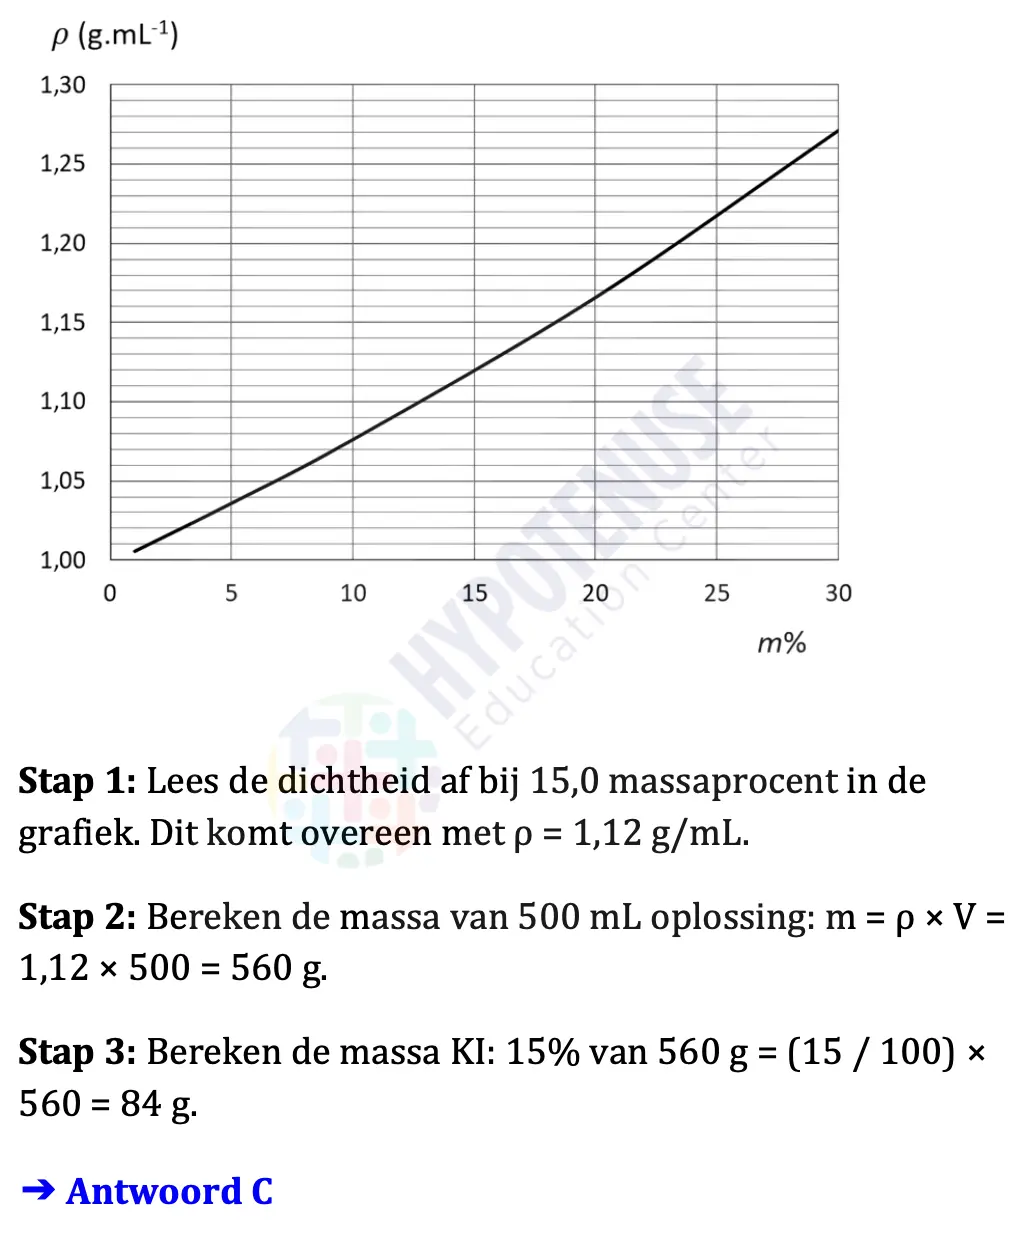 ρ (g.mL⁻¹)
1,30
1,25
1,20
1,15
1,10
1,05
1,00
0 5 10 15 20 25 30
m%
HYPOTENUSE
Education Center
Stap 1: Lees de dichtheid af bij 15,0 massaprocent in de
grafiek. Dit komt overeen met ρ = 1,12 g/mL.
Stap 2: Bereken de massa van 500 mL oplossing: m = ρ × V =
1,12 × 500 = 560 g.
Stap 3: Bereken de massa KI: 15% van 560 g = (15 / 100) ×
560 = 84 g.
➔ Antwoord C